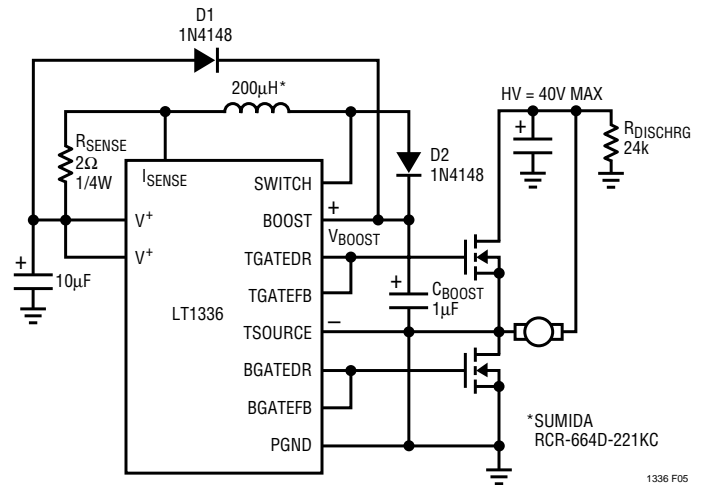 D1
1N4148
200µH*
HV = 40V MAX
+
RSENSE
2Ω
1/4W
RDISCHRG
24k
D2
1N4148
ISENSE
SWITCH
+
V+
BOOST
VBOOST
V+
TGATEDR
+
10µF
+
CBOOST
1µF
TGATEFB
LT1336
TSOURCE
–
BGATEDR
BGATEFB
*SUMIDA
RCR-664D-221KC
PGND
1336 F05